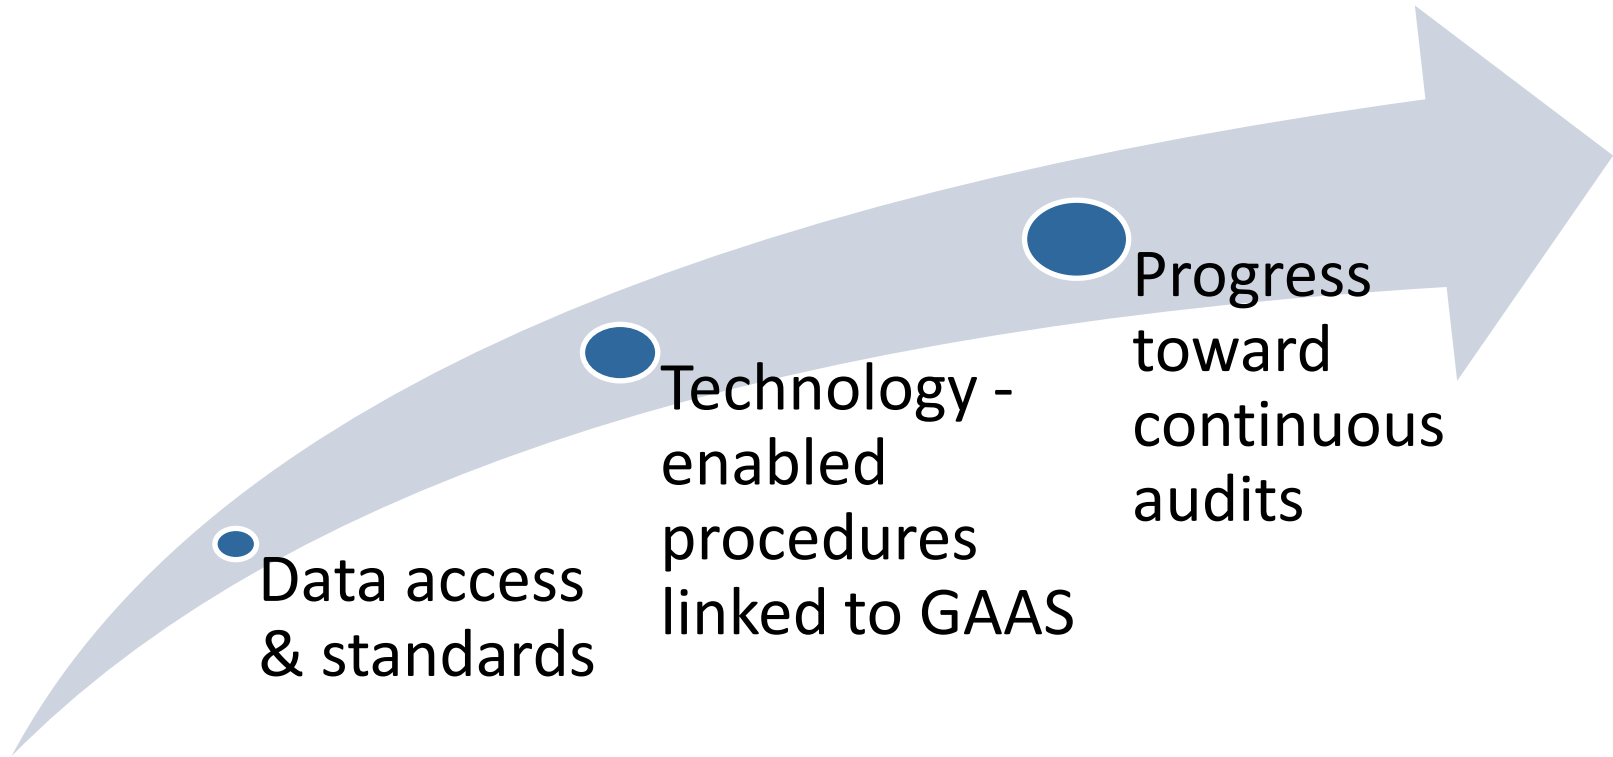 Data access
& standards
Technology -
enabled
procedures
linked to GAAS
Progress
toward
continuous
audits